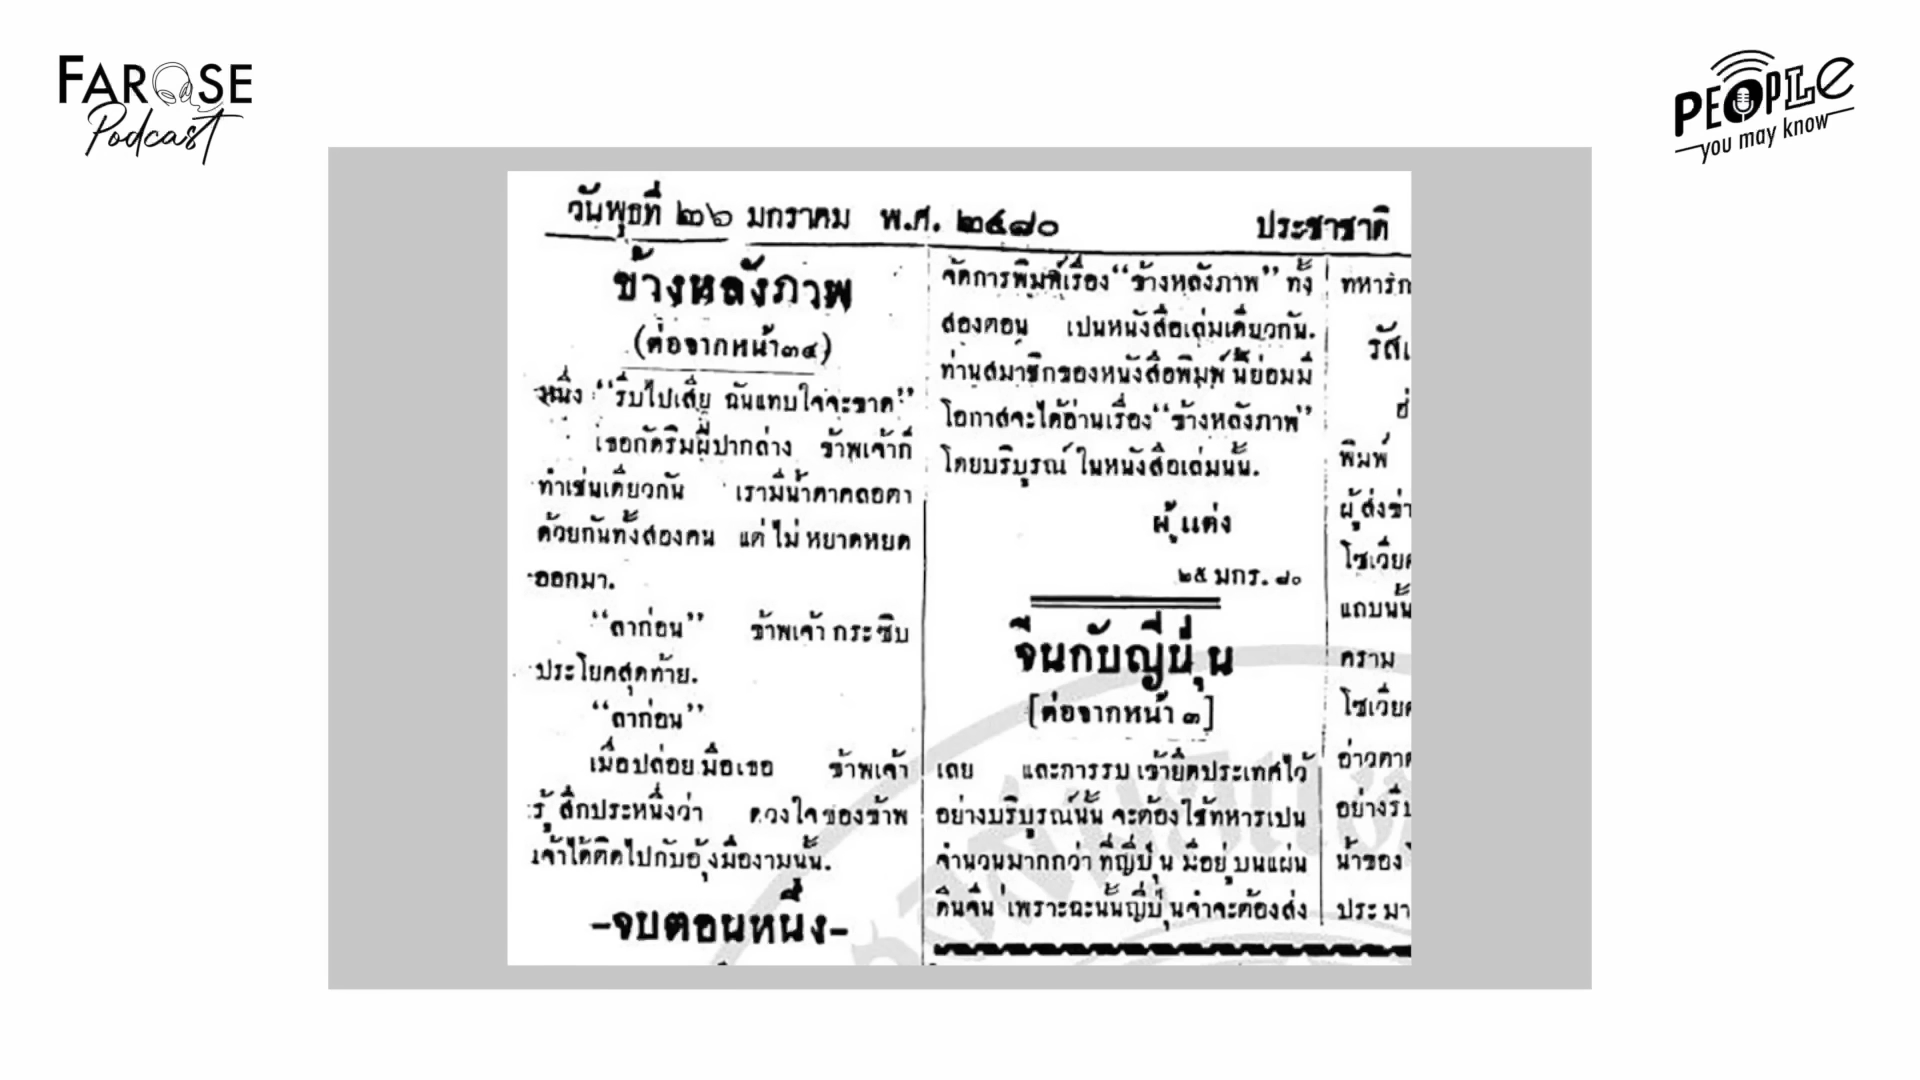 FAROSE
Podcast
PEOPLE
you may know
วันพุธที่ ๒๖ มกราคม พ.ศ. ๒๔๘๐
ประชาชาติ
ข้างหลังภาพ
(ต่อจากหน้า๓๔)
หนึ่ง “รีบไปเสีย ฉันแทบใจจะขาด”
เธอกัดริมฝีปากล่าง ข้าพเจ้าก็
ทำเช่นเดียวกัน เรามีน้ำตาคลอตา
ด้วยกันทั้งสองคน แต่ไม่หยาดหยด
ออกมา.
“ลาก่อน” ข้าพเจ้ากระซิบ
ประโยคสุดท้าย.
“ลาก่อน”
เมื่อปล่อยมือเธอ ข้าพเจ้า
รู้สึกประหนึ่งว่า ดวงใจของข้าพ
เจ้าได้ติดไปกับอุ้งมืองามนั้น.
-จบตอนหนึ่ง-
จัดการพิมพ์เรื่อง “ข้างหลังภาพ” ทั้ง
สองตอน เปนหนังสือเล่มเดียวกัน.
ท่านสมาชิกของหนังสือพิมพ์นี้ย่อมมี
โอกาสจะได้อ่านเรื่อง “ข้างหลังภาพ”
โดยบริบูรณ์ในหนังสือเล่มนั้น.
ผู้แต่ง
๒๕ มกร. ๘๐
จีนกับญี่ปุ่น
[ต่อจากหน้า ๓]
เลย และการรบเข้ายึดประเทศไว้
อย่างบริบูรณ์นั้น จะต้องใช้ทหารเปน
จำนวนมากกว่า ที่ญี่ปุ่นมีอยู่บนแผ่น
ดินจีน เพราะฉะนั้นญี่ปุ่นจำจะต้องส่ง
รัสเ
พิมพ์
ผู้ส่งข่า
โซเวียต
แถบนั้น
คราม
โซเวียต
อย่างรีบ
น้ำของ
ประมา